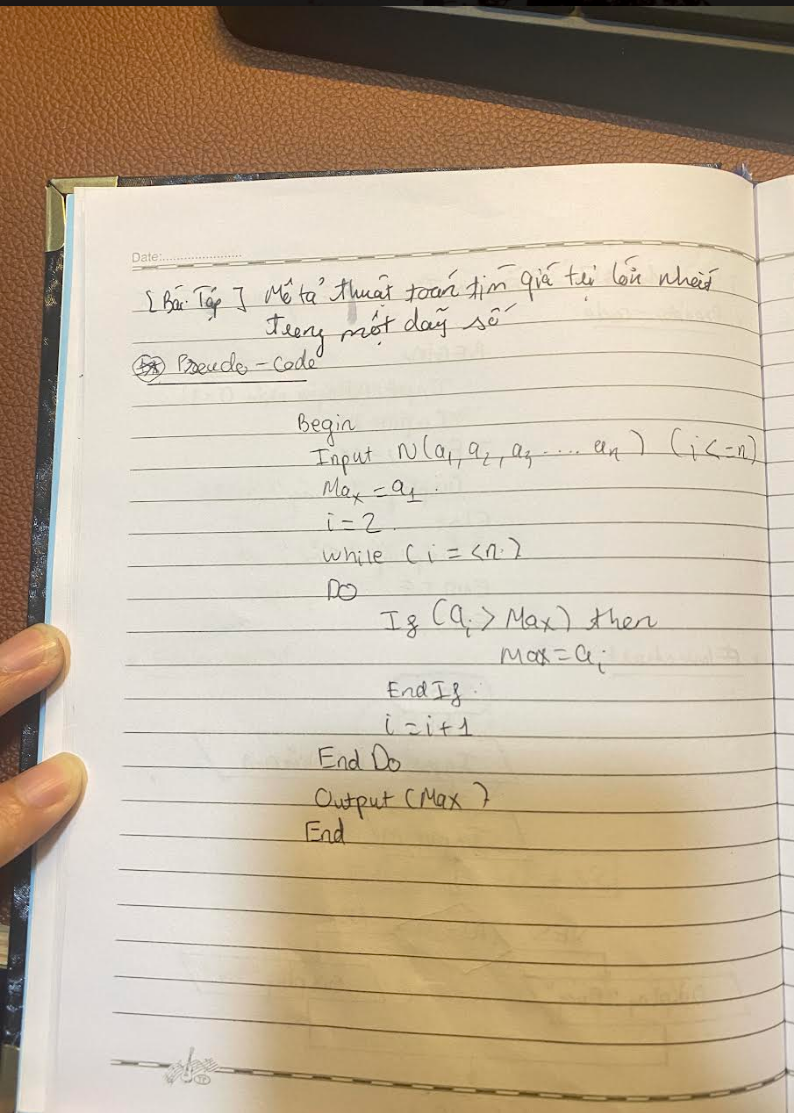 Date:......................
[Bài Tập] Mô tả thuật toán tìm giá trị lớn nhất
trong một dãy số
Pseudo-code
Begin
Input N(a1, a2, a3 .... an) (i<=n)
Max = a1.
i=2.
while (i=<n.)
Do
If (ai > Max) then
Max=ai
End If.
i=i+1
End Do
Output (Max)
End